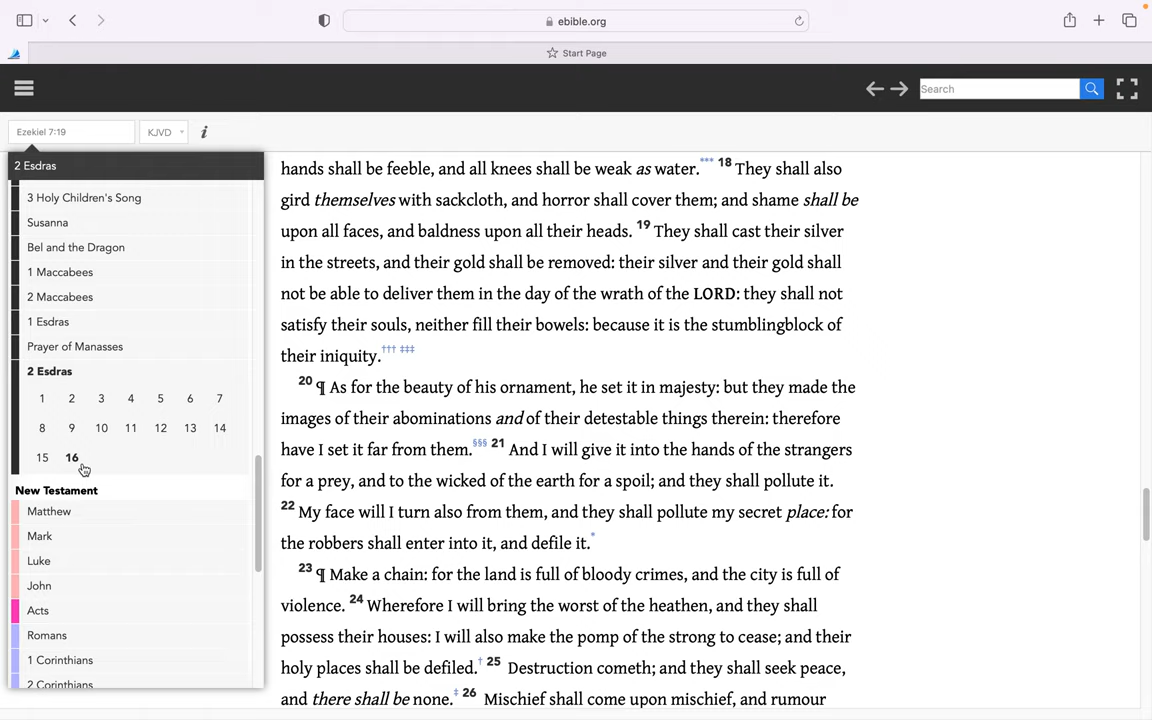 ebible.org
Start Page
Search
Ezekiel 7:19
KJVD
i
2 Esdras
3 Holy Children's Song
Susanna
Bel and the Dragon
1 Maccabees
2 Maccabees
1 Esdras
Prayer of Manasses
2 Esdras
1 2 3 4 5 6 7
8 9 10 11 12 13 14
15 16
New Testament
Matthew
Mark
Luke
John
Acts
Romans
1 Corinthians
2 Corinthians
hands shall be feeble, and all knees shall be weak as water.*** 18 They shall also
gird themselves with sackcloth, and horror shall cover them; and shame shall be
upon all faces, and baldness upon all their heads. 19 They shall cast their silver
in the streets, and their gold shall be removed: their silver and their gold shall
not be able to deliver them in the day of the wrath of the LORD: they shall not
satisfy their souls, neither fill their bowels: because it is the stumblingblock of
their iniquity.††† ‡‡‡
20 ¶ As for the beauty of his ornament, he set it in majesty: but they made the
images of their abominations and of their detestable things therein: therefore
have I set it far from them.§§§ 21 And I will give it into the hands of the strangers
for a prey, and to the wicked of the earth for a spoil; and they shall pollute it.
22 My face will I turn also from them, and they shall pollute my secret place: for
the robbers shall enter into it, and defile it.*
23 ¶ Make a chain: for the land is full of bloody crimes, and the city is full of
violence. 24 Wherefore I will bring the worst of the heathen, and they shall
possess their houses: I will also make the pomp of the strong to cease; and their
holy places shall be defiled.† 25 Destruction cometh; and they shall seek peace,
and there shall be none.‡ 26 Mischief shall come upon mischief, and rumour